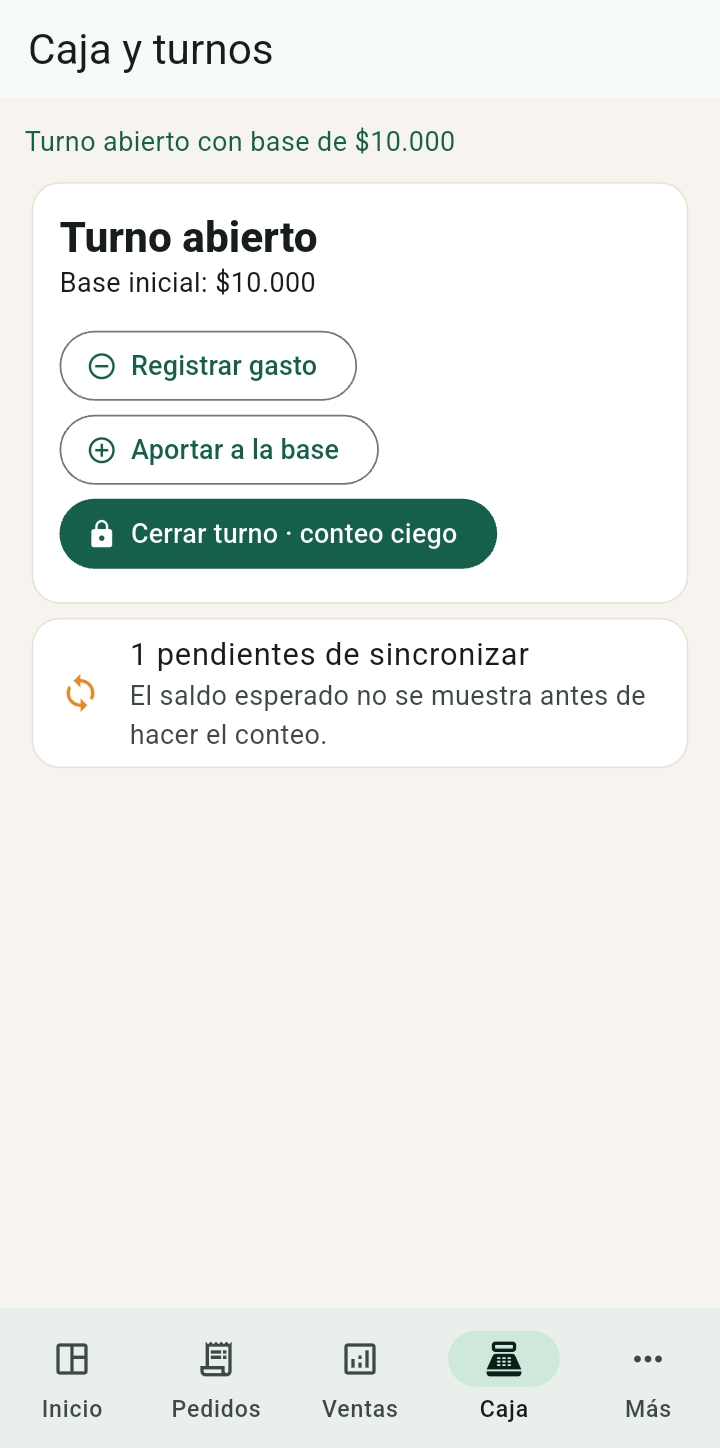 Caja y turnos
Turno abierto con base de $10.000
Turno abierto
Base inicial: $10.000
Registrar gasto
Aportar a la base
Cerrar turno · conteo ciego
1 pendientes de sincronizar
El saldo esperado no se muestra antes de
hacer el conteo.
Inicio
Pedidos
Ventas
Caja
Más